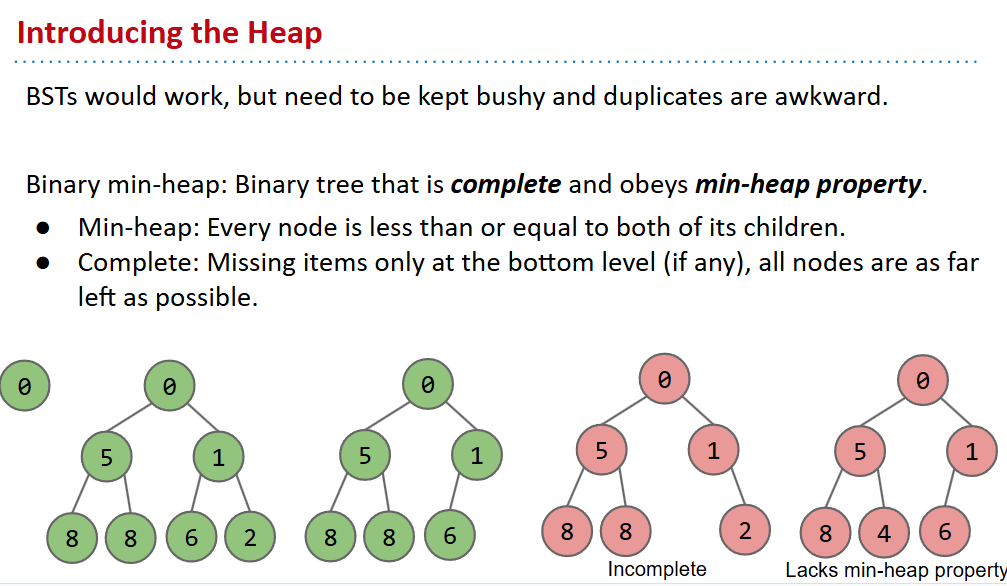 Introducing the Heap
BSTs would work, but need to be kept bushy and duplicates are awkward.
Binary min-heap: Binary tree that is complete and obeys min-heap property.
● Min-heap: Every node is less than or equal to both of its children.
● Complete: Missing items only at the bottom level (if any), all nodes are as far
left as possible.
0
0
5 1
8 8 6 2
0
5 1
8 8 6
0
5 1
8 8 2
Incomplete
0
5 1
8 4 6
Lacks min-heap property